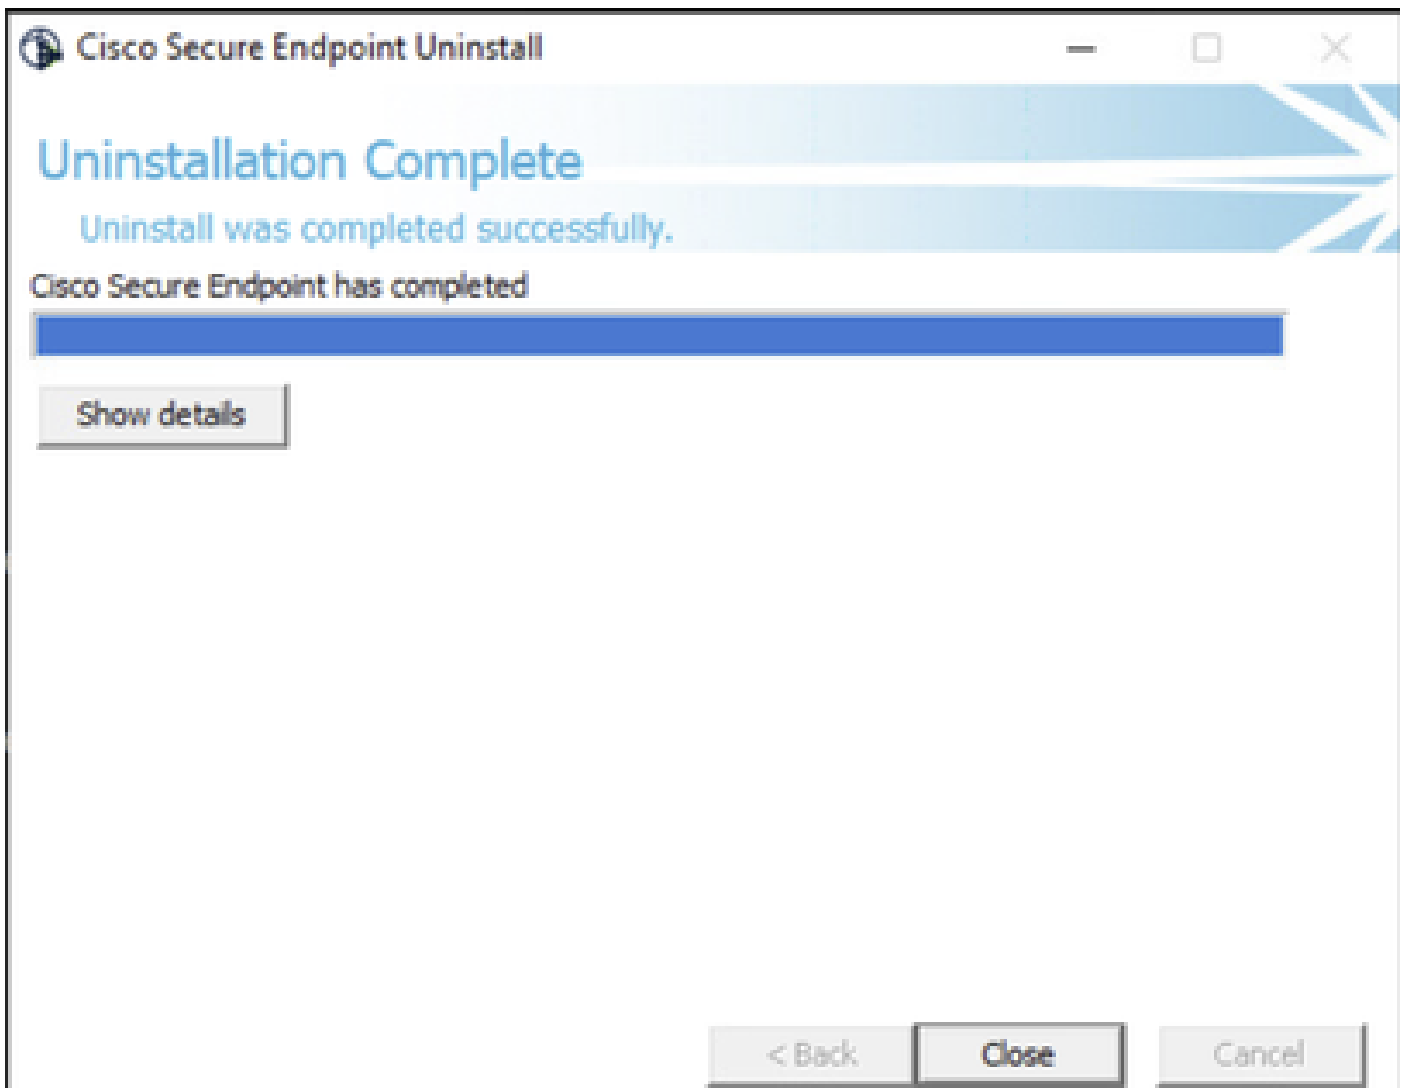 Cisco Secure Endpoint Uninstall
Uninstallation Complete
Uninstall was completed successfully.
Cisco Secure Endpoint has completed
Show details
< Back
Close
Cancel